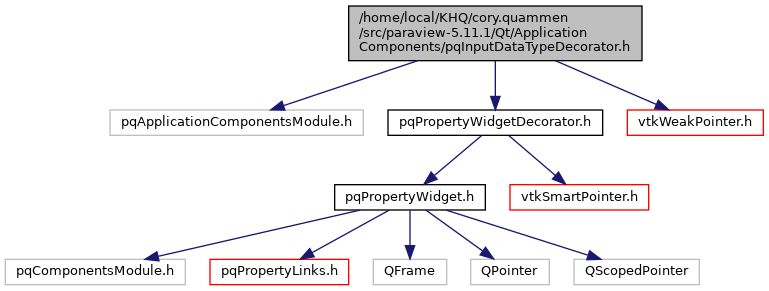 /home/local/KHQ/cory.quammen
/src/paraview-5.11.1/Qt/Application
Components/pqInputDataTypeDecorator.h
pqApplicationComponentsModule.h
pqPropertyWidgetDecorator.h
vtkWeakPointer.h
pqPropertyWidget.h
vtkSmartPointer.h
pqComponentsModule.h
pqPropertyLinks.h
QFrame
QPointer
QScopedPointer